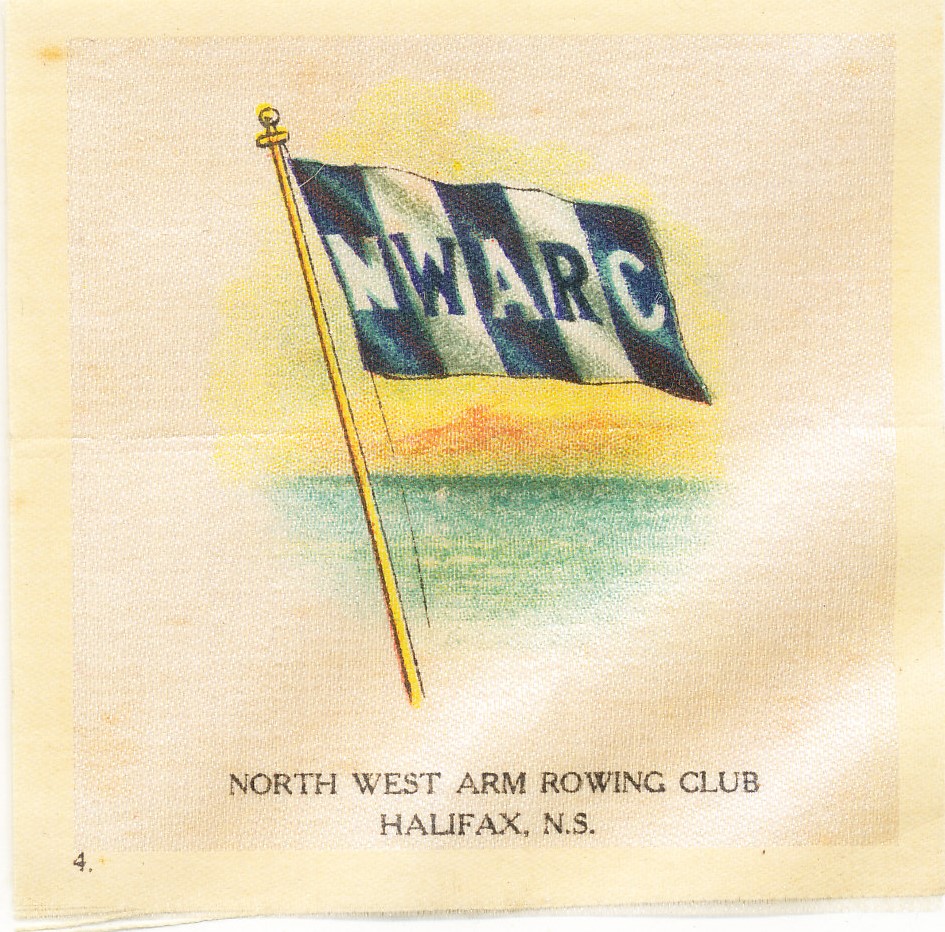 NWARC
NORTH WEST ARM ROWING CLUB
HALIFAX, N.S.
4.